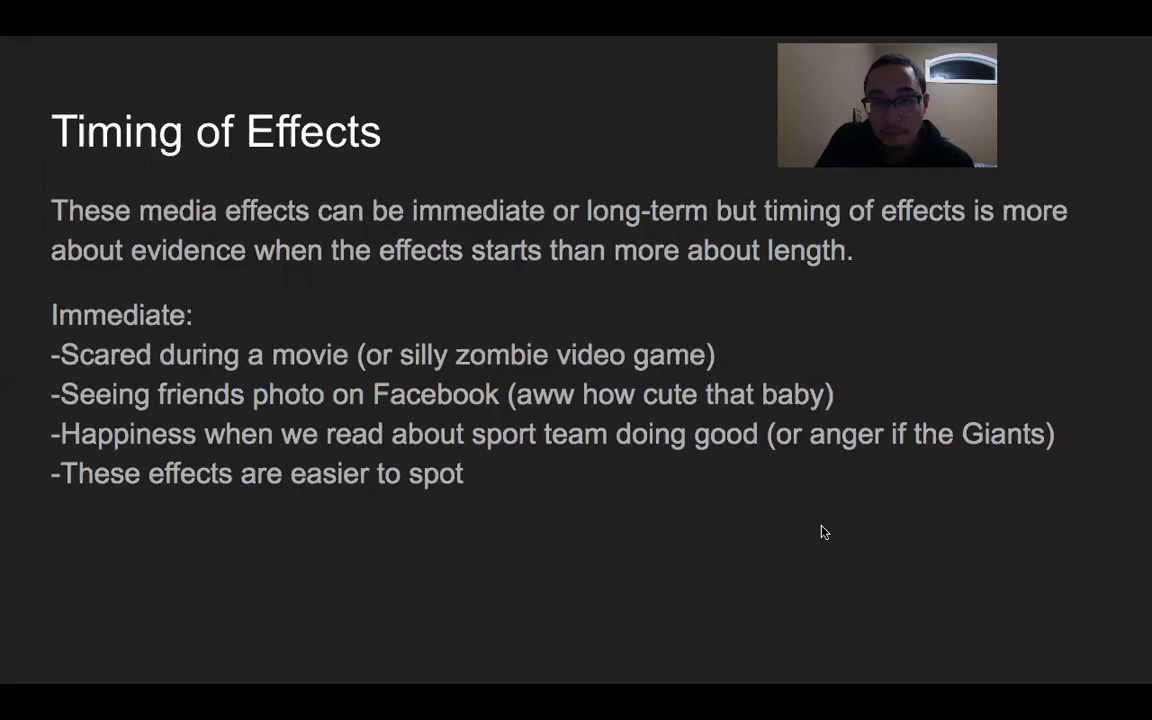 Timing of Effects
These media effects can be immediate or long-term but timing of effects is more
about evidence when the effects starts than more about length.
Immediate:
-Scared during a movie (or silly zombie video game)
-Seeing friends photo on Facebook (aww how cute that baby)
-Happiness when we read about sport team doing good (or anger if the Giants)
-These effects are easier to spot